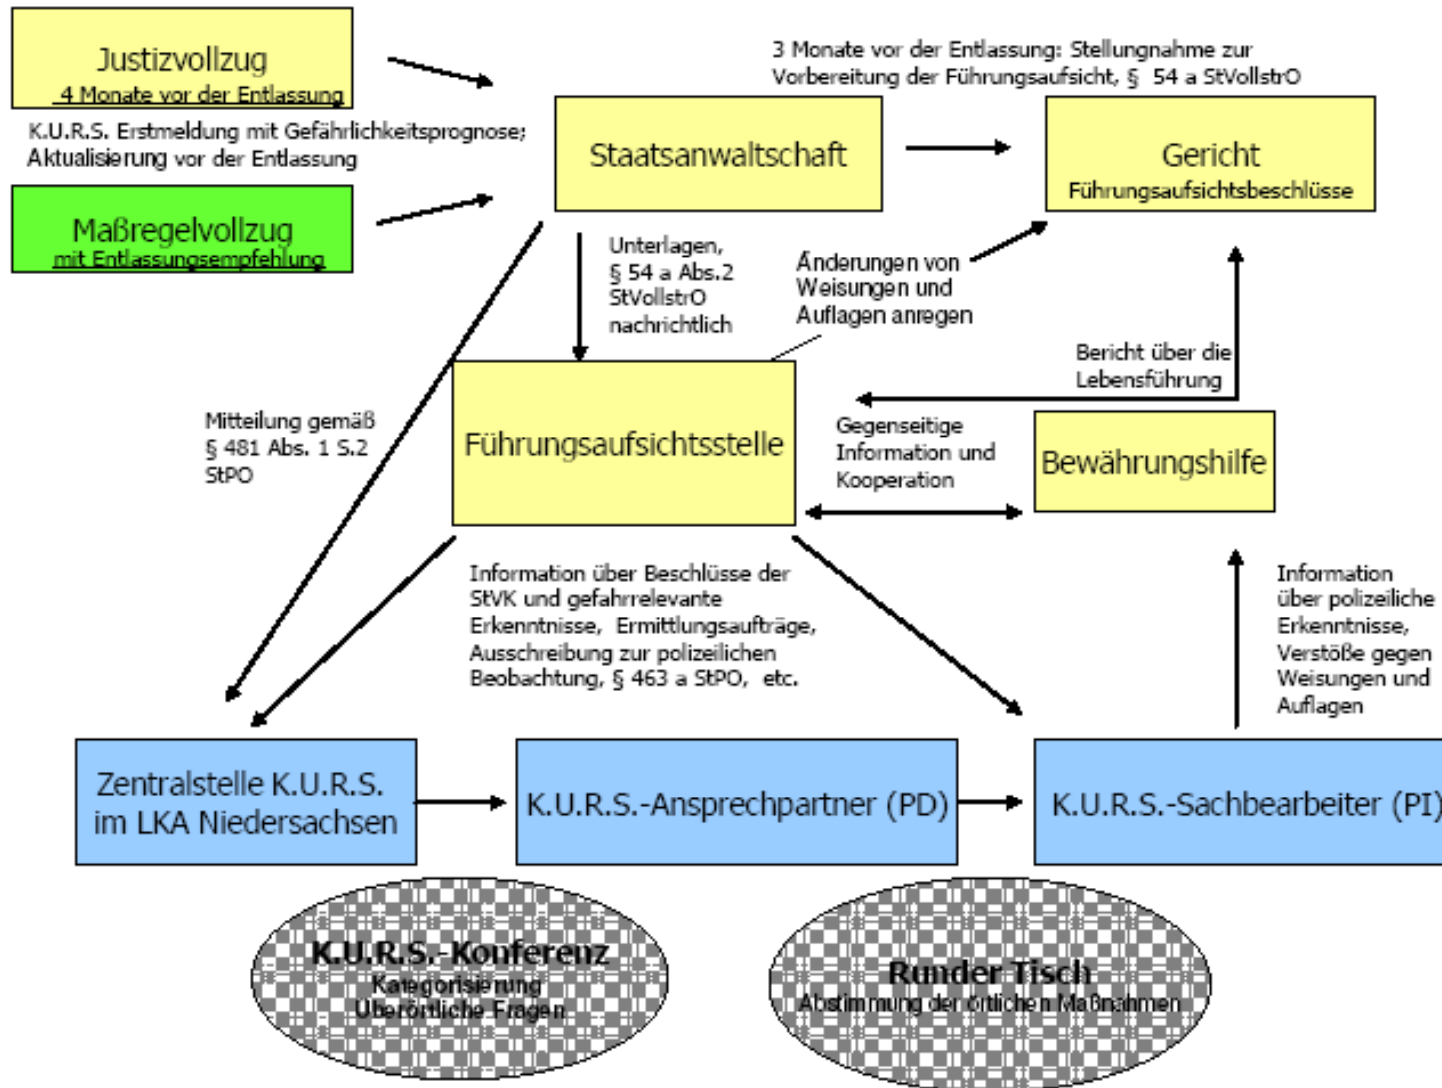 Justizvollzug
4 Monate vor der Entlassung
K.U.R.S. Erstmeldung mit Gefährlichkeitsprognose;
Aktualisierung vor der Entlassung
Maßregelvollzug
mit Entlassungsempfehlung
3 Monate vor der Entlassung: Stellungnahme zur
Vorbereitung der Führungsaufsicht, § 54 a StVollstrO
Staatsanwaltschaft
Gericht
Führungsaufsichtsbeschlüsse
Unterlagen,
§ 54 a Abs.2
StVollstrO
nachrichtlich
Änderungen von
Weisungen und
Auflagen anregen
Bericht über die
Lebensführung
Mitteilung gemäß
§ 481 Abs. 1 S.2
StPO
Führungsaufsichtsstelle
Gegenseitige
Information und
Kooperation
Bewährungshilfe
Information über Beschlüsse der
StVK und gefahrrelevante
Erkenntnisse, Ermittlungsaufträge,
Ausschreibung zur polizeilichen
Beobachtung, § 463 a StPO, etc.
Information
über polizeiliche
Erkenntnisse,
Verstöße gegen
Weisungen und
Auflagen
Zentralstelle K.U.R.S.
im LKA Niedersachsen
K.U.R.S.-Ansprechpartner (PD)
K.U.R.S.-Sachbearbeiter (PI)
K.U.R.S.-Konferenz
Kategorisierung
Überörtliche Fragen
Runder Tisch
Abstimmung der örtlichen Maßnahmen